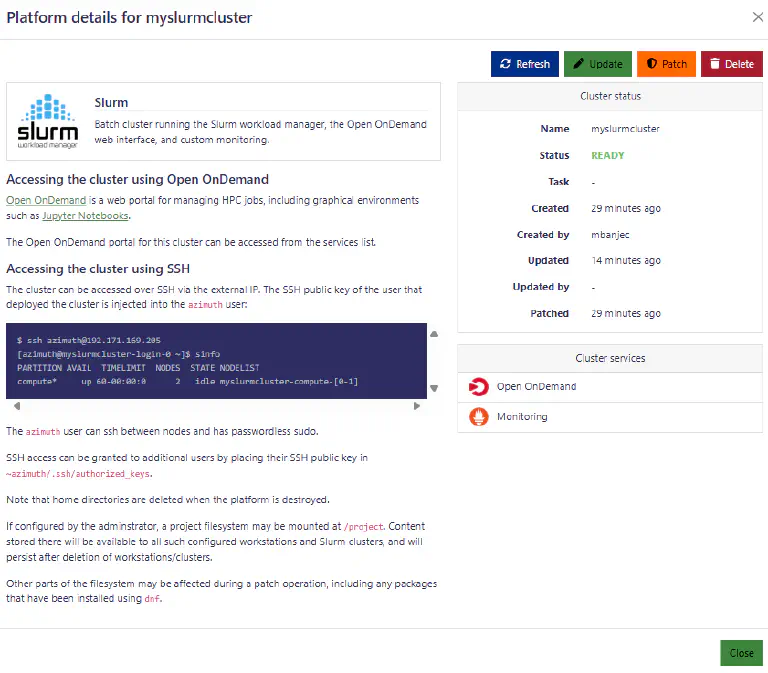 Platform details for myslurmcluster
Refresh
Update
Patch
Delete
slurm
workload manager
Slurm
Batch cluster running the Slurm workload manager, the Open OnDemand
web interface, and custom monitoring.
Accessing the cluster using Open OnDemand
Open OnDemand is a web portal for managing HPC jobs, including graphical environments
such as Jupyter Notebooks.
The Open OnDemand portal for this cluster can be accessed from the services list.
Accessing the cluster using SSH
The cluster can be accessed over SSH via the external IP. The SSH public key of the user that
deployed the cluster is injected into the azimuth user:
$ ssh azimuth@192.171.169.205
[azimuth@myslurmcluster-login-0 ~]$ sinfo
PARTITION AVAIL TIMELIMIT NODES STATE NODELIST
compute* up 60-00:00:0 2 idle myslurmcluster-compute-[0-1]
The azimuth user can ssh between nodes and has passwordless sudo.
SSH access can be granted to additional users by placing their SSH public key in
~azimuth/.ssh/authorized_keys.
Note that home directories are deleted when the platform is destroyed.
If configured by the adminstrator, a project filesystem may be mounted at /project. Content
stored there will be available to all such configured workstations and Slurm clusters, and will
persist after deletion of workstations/clusters.
Other parts of the filesystem may be affected during a patch operation, including any packages
that have been installed using dnf.
Cluster status
Name myslurmcluster
Status READY
Task -
Created 29 minutes ago
Created by mbanjec
Updated 14 minutes ago
Updated by -
Patched 29 minutes ago
Cluster services
Open OnDemand
Monitoring
Close